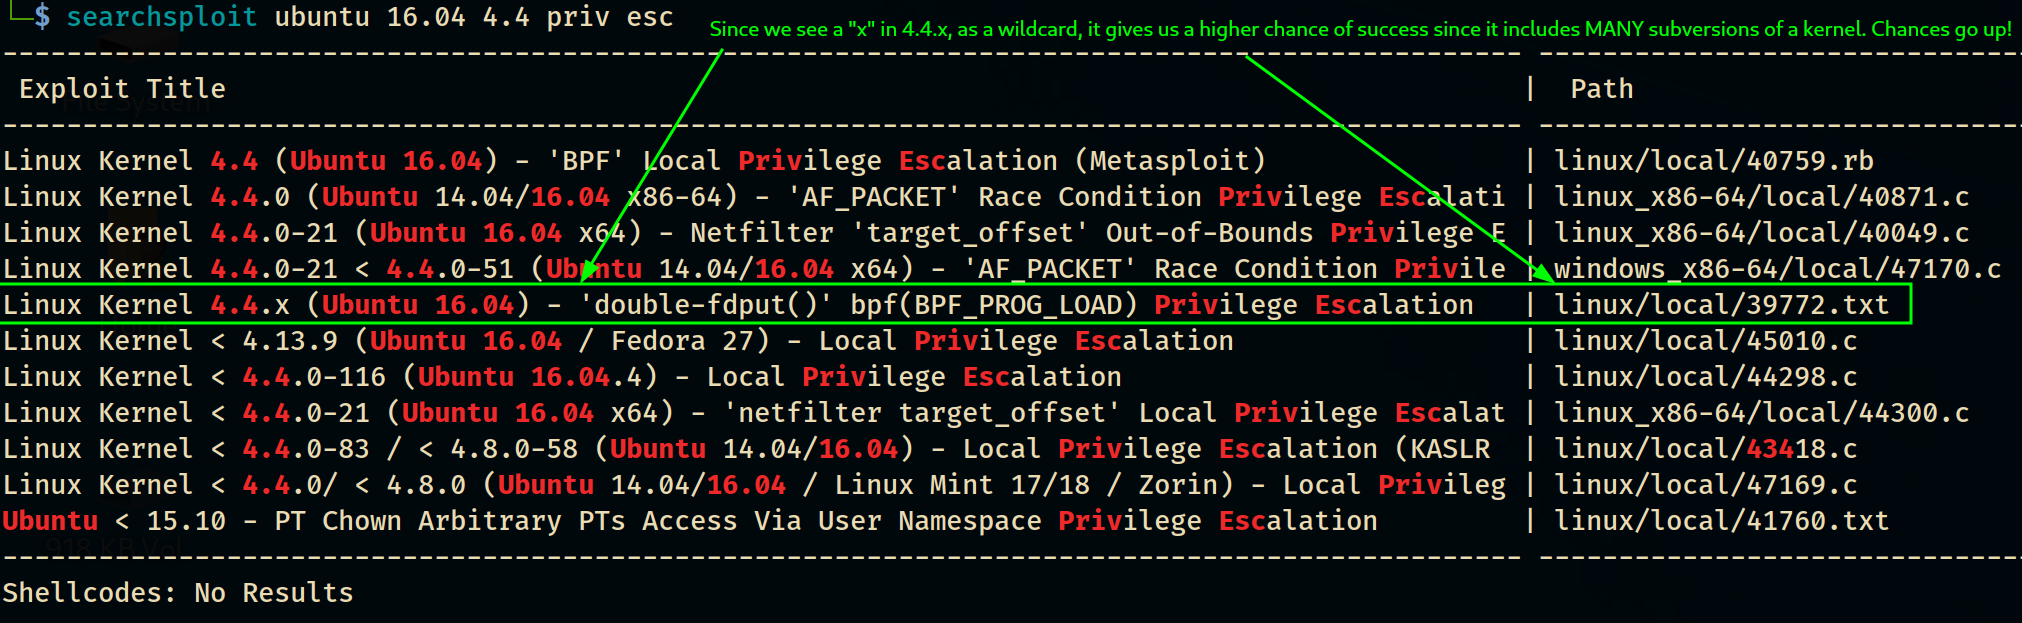 $ searchsploit ubuntu 16.04 4.4 priv esc
Since we see a "x" in 4.4.x, as a wildcard, it gives us a higher chance of success since it includes MANY subversions of a kernel. Chances go up!
Exploit Title | Path
Linux Kernel 4.4 (Ubuntu 16.04) - 'BPF' Local Privilege Escalation (Metasploit) | linux/local/40759.rb
Linux Kernel 4.4.0 (Ubuntu 14.04/16.04 x86-64) - 'AF_PACKET' Race Condition Privilege Escalati | linux_x86-64/local/40871.c
Linux Kernel 4.4.0-21 (Ubuntu 16.04 x64) - Netfilter 'target_offset' Out-of-Bounds Privilege E | linux_x86-64/local/40049.c
Linux Kernel 4.4.0-21 < 4.4.0-51 (Ubuntu 14.04/16.04 x64) - 'AF_PACKET' Race Condition Privile | windows_x86-64/local/47170.c
Linux Kernel 4.4.x (Ubuntu 16.04) - 'double-fdput()' bpf(BPF_PROG_LOAD) Privilege Escalation | linux/local/39772.txt
Linux Kernel < 4.13.9 (Ubuntu 16.04 / Fedora 27) - Local Privilege Escalation | linux/local/45010.c
Linux Kernel < 4.4.0-116 (Ubuntu 16.04.4) - Local Privilege Escalation | linux/local/44298.c
Linux Kernel < 4.4.0-21 (Ubuntu 16.04 x64) - 'netfilter target_offset' Local Privilege Escalat | linux_x86-64/local/44300.c
Linux Kernel < 4.4.0-83 / < 4.8.0-58 (Ubuntu 14.04/16.04) - Local Privilege Escalation (KASLR | linux/local/43418.c
Linux Kernel < 4.4.0/ < 4.8.0 (Ubuntu 14.04/16.04 / Linux Mint 17/18 / Zorin) - Local Privileg | linux/local/47169.c
Ubuntu < 15.10 - PT Chown Arbitrary PTs Access Via User Namespace Privilege Escalation | linux/local/41760.txt
Shellcodes: No Results